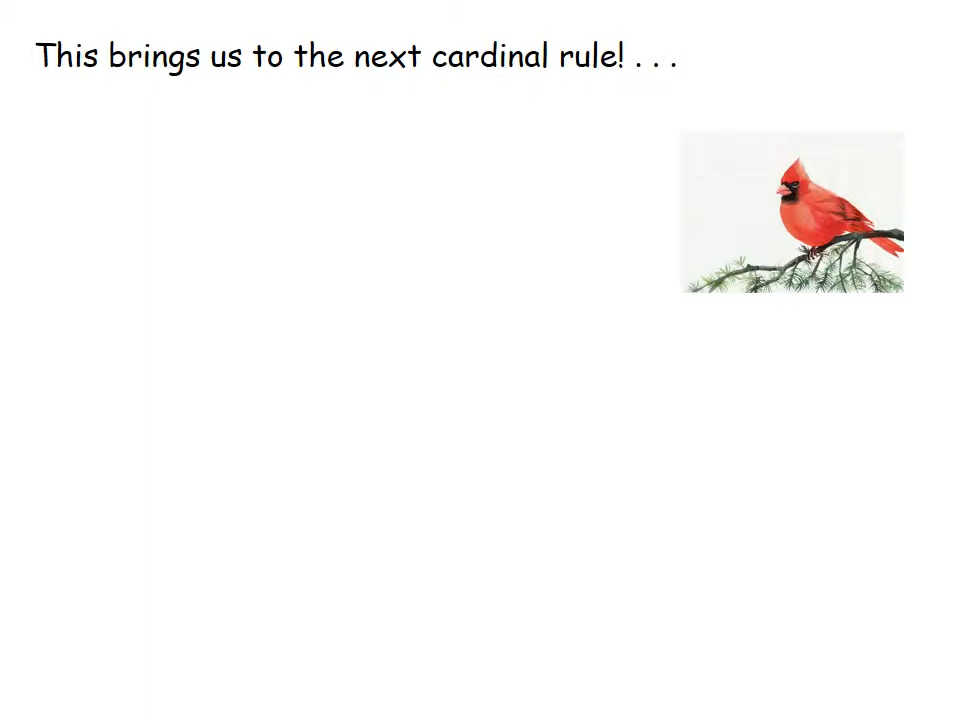 This brings us to the next cardinal rule! . . .